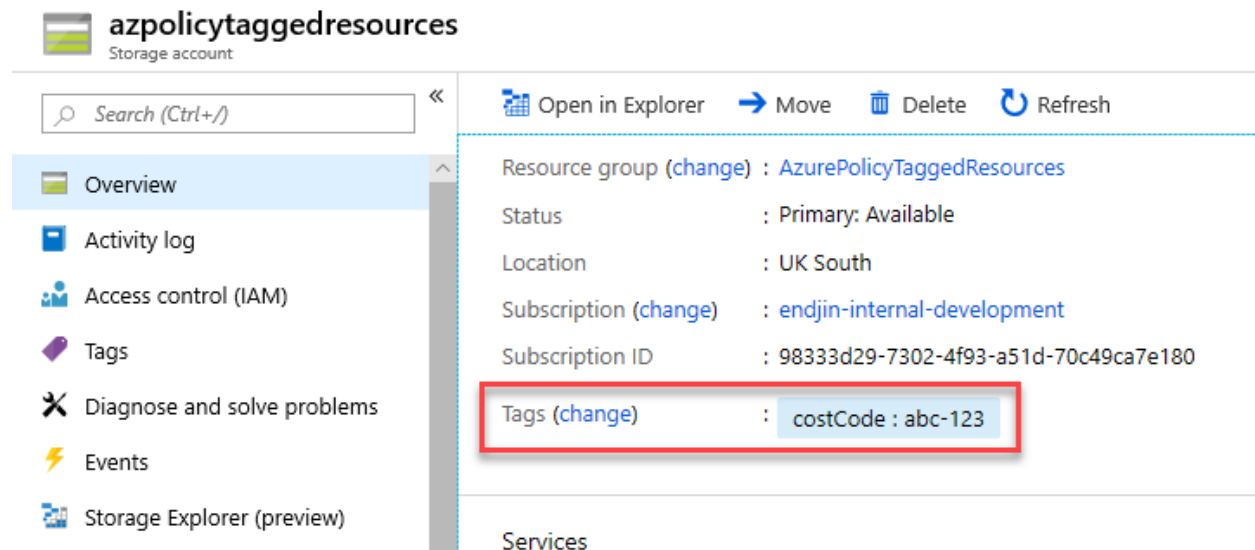 azpolicytaggedresources
Storage account
Search (Ctrl+/)
«
Overview
Activity log
Access control (IAM)
Tags
Diagnose and solve problems
Events
Storage Explorer (preview)
Open in Explorer Move Delete Refresh
Resource group (change) : AzurePolicyTaggedResources
Status : Primary: Available
Location : UK South
Subscription (change) : endjin-internal-development
Subscription ID : 98333d29-7302-4f93-a51d-70c49ca7e180
Tags (change) : costCode : abc-123
Services